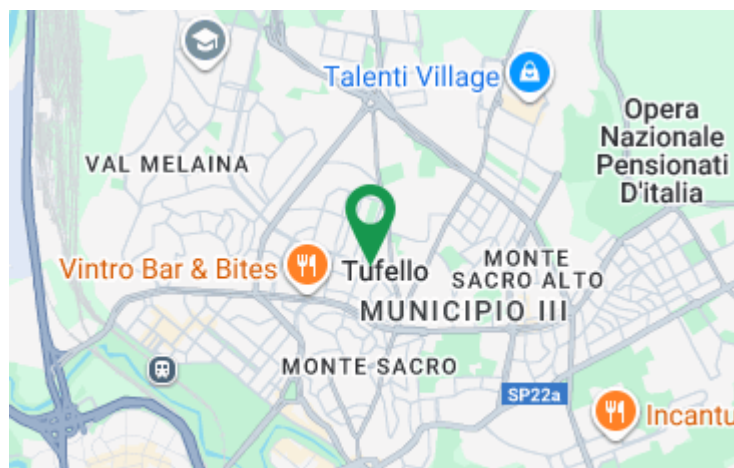 Talenti Village
Opera
Nazionale
Pensionati
D'italia
VAL MELAINA
Vintro Bar & Bites
Tufello
MONTE
SACRO ALTO
MUNICIPIO III
MONTE SACRO
SP22a
Incantu